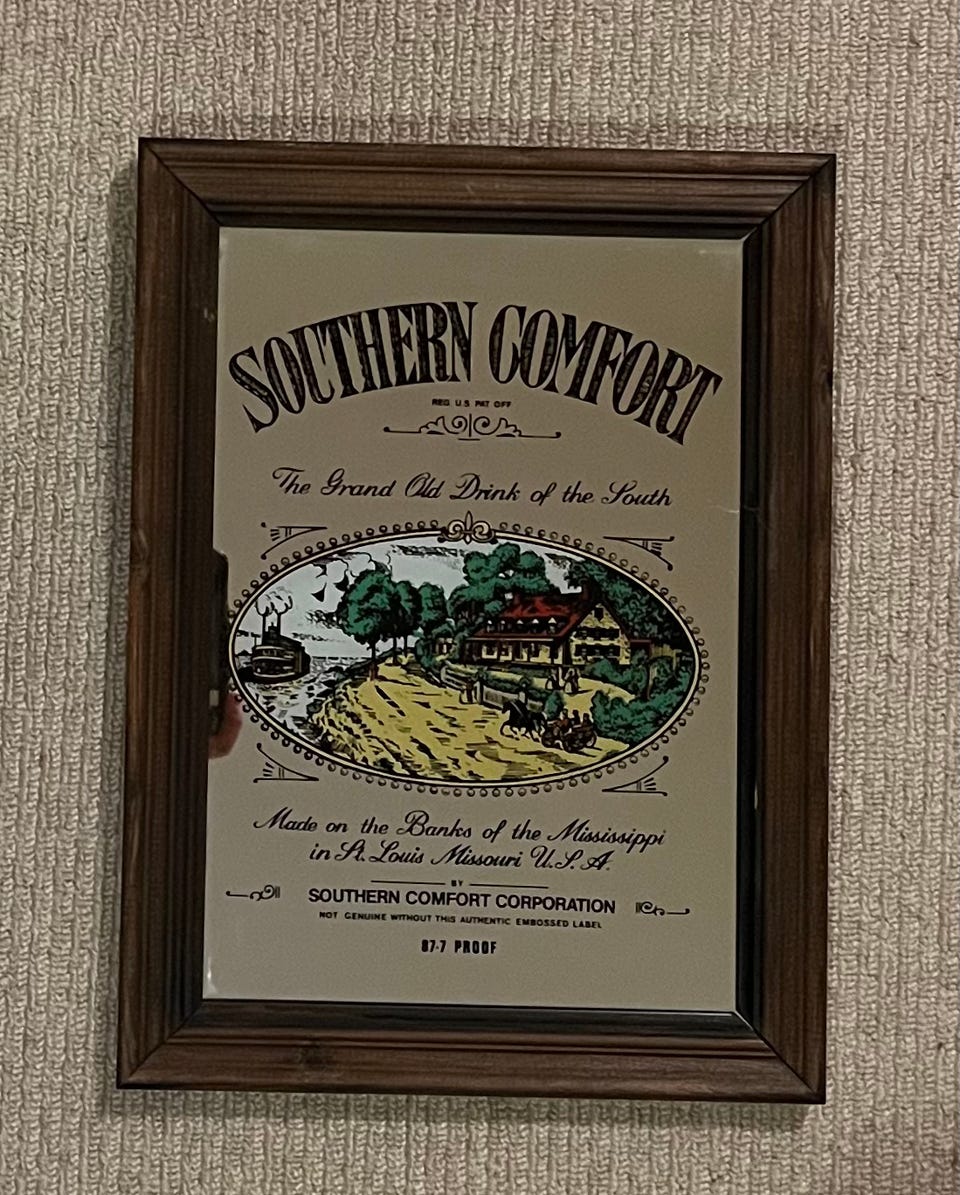 SOUTHERN COMFORT
REG U.S PAT OFF
The Grand Old Drink of the South
Made on the Banks of the Mississippi
in St. Louis Missouri U.S.A.
BY
SOUTHERN COMFORT CORPORATION
NOT GENUINE WITHOUT THIS AUTHENTIC EMBOSSED LABEL
87·7 PROOF